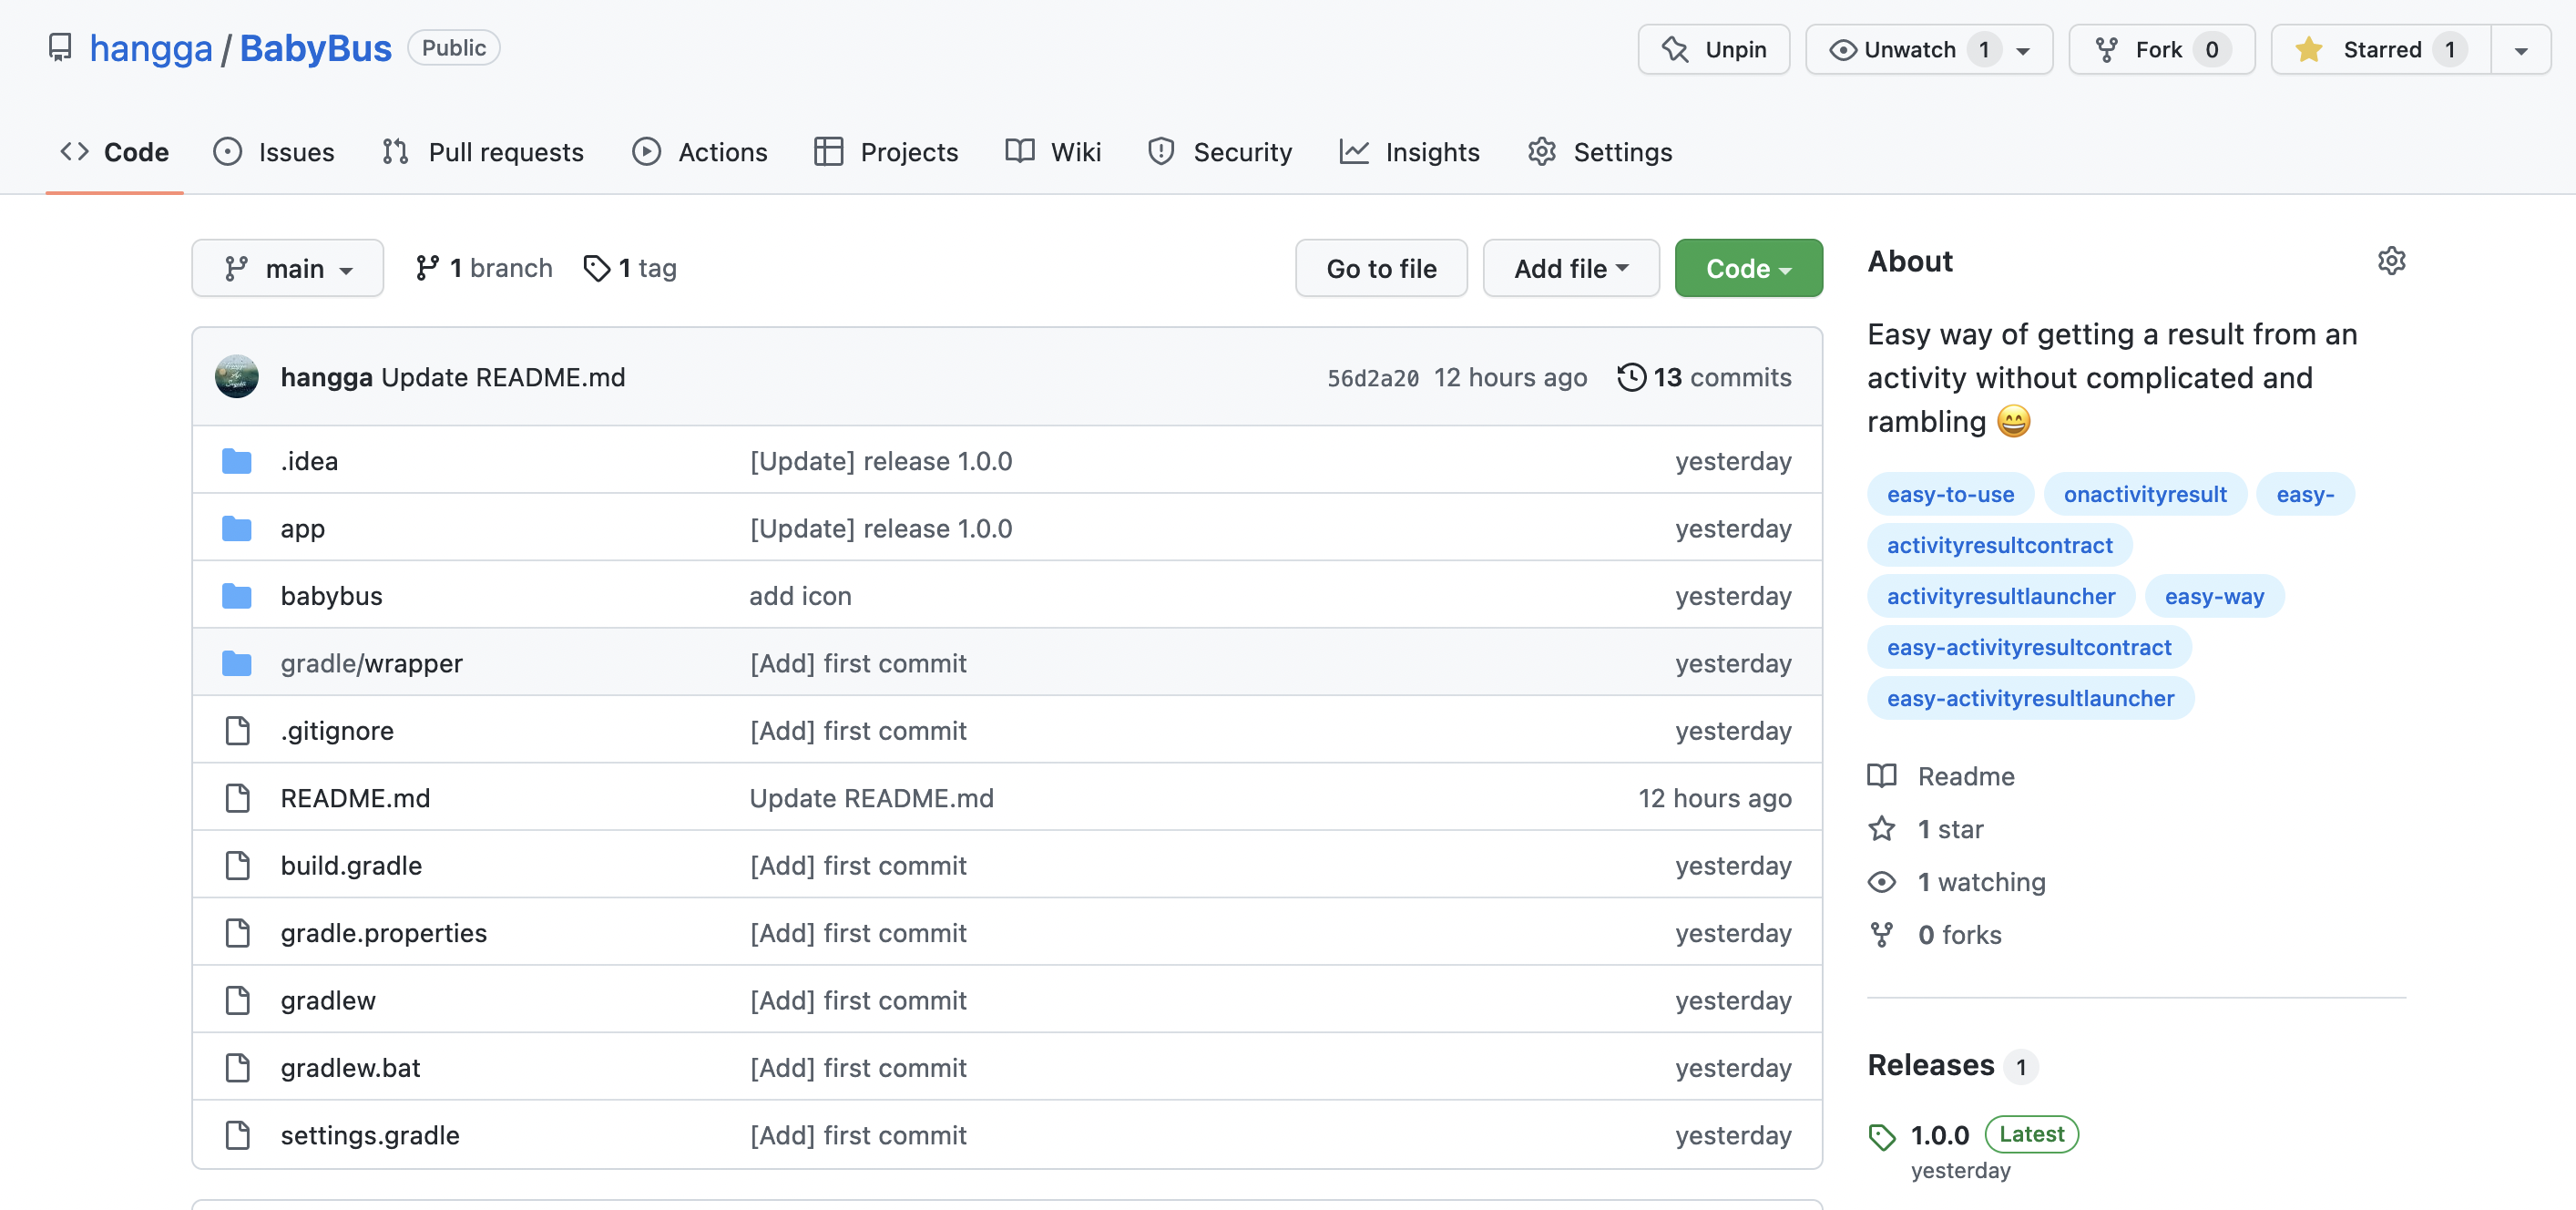 hangga / BabyBus Public
Unpin
Unwatch 1
Fork 0
Starred 1
Code
Issues
Pull requests
Actions
Projects
Wiki
Security
Insights
Settings
main
1 branch
1 tag
Go to file
Add file
Code
hangga Update README.md 56d2a20 12 hours ago 13 commits
.idea [Update] release 1.0.0 yesterday
app [Update] release 1.0.0 yesterday
babybus add icon yesterday
gradle/wrapper [Add] first commit yesterday
.gitignore [Add] first commit yesterday
README.md Update README.md 12 hours ago
build.gradle [Add] first commit yesterday
gradle.properties [Add] first commit yesterday
gradlew [Add] first commit yesterday
gradlew.bat [Add] first commit yesterday
settings.gradle [Add] first commit yesterday
About
Easy way of getting a result from an
activity without complicated and
rambling 😄
easy-to-use onactivityresult easy-
activityresultcontract
activityresultlauncher easy-way
easy-activityresultcontract
easy-activityresultlauncher
Readme
1 star
1 watching
0 forks
Releases 1
1.0.0 Latest
yesterday